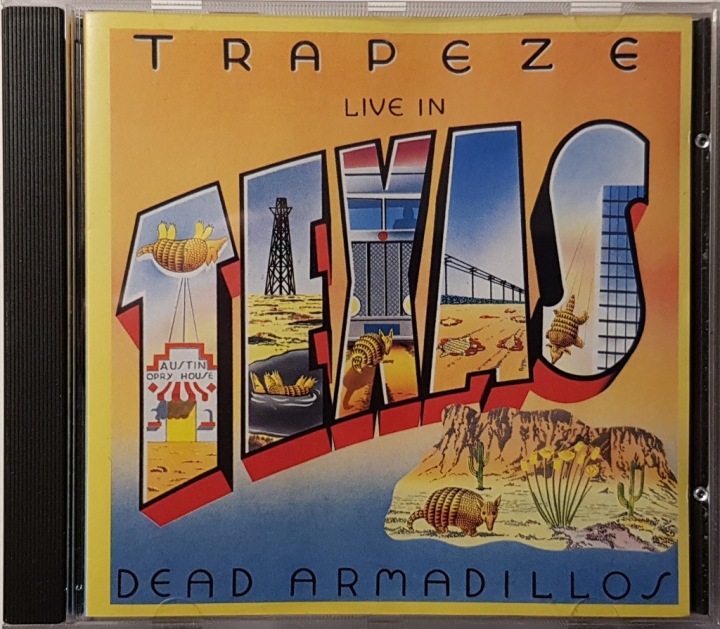 TRAPEZE
LIVE IN
TEXAS
AUSTIN
OPRY HOUSE
DEAD ARMADILLOS